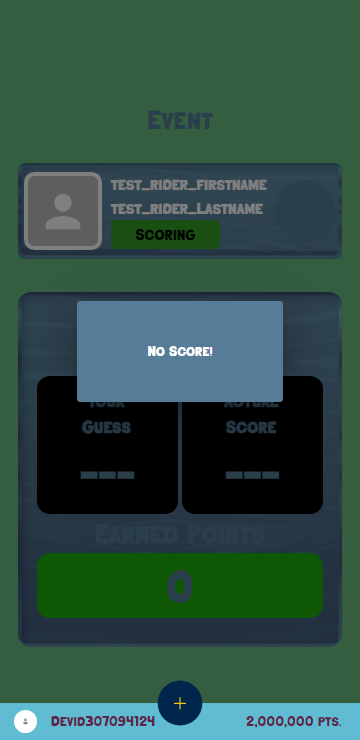 Event
test_rider_firstname
test_rider_Lastname
Scoring
No Score!
Your Actual
Guess Score
--- ---
Earned Points
0
Devid307094124 2,000,000 pts.